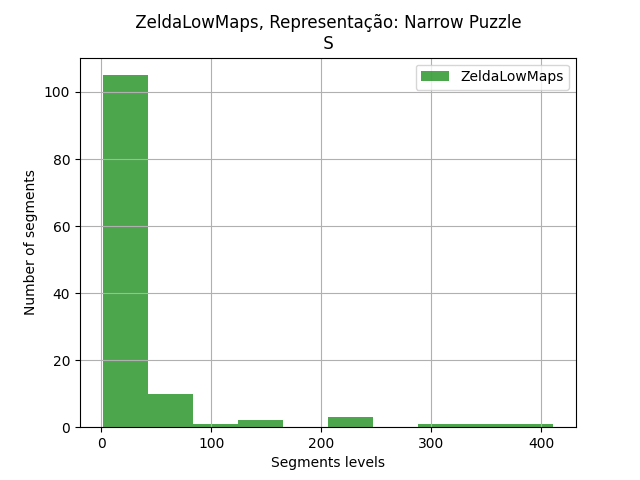 ZeldaLowMaps, Representação: Narrow Puzzle
S
ZeldaLowMaps
100
80
60
40
20
0
Number of segments
0 100 200 300 400
Segments levels